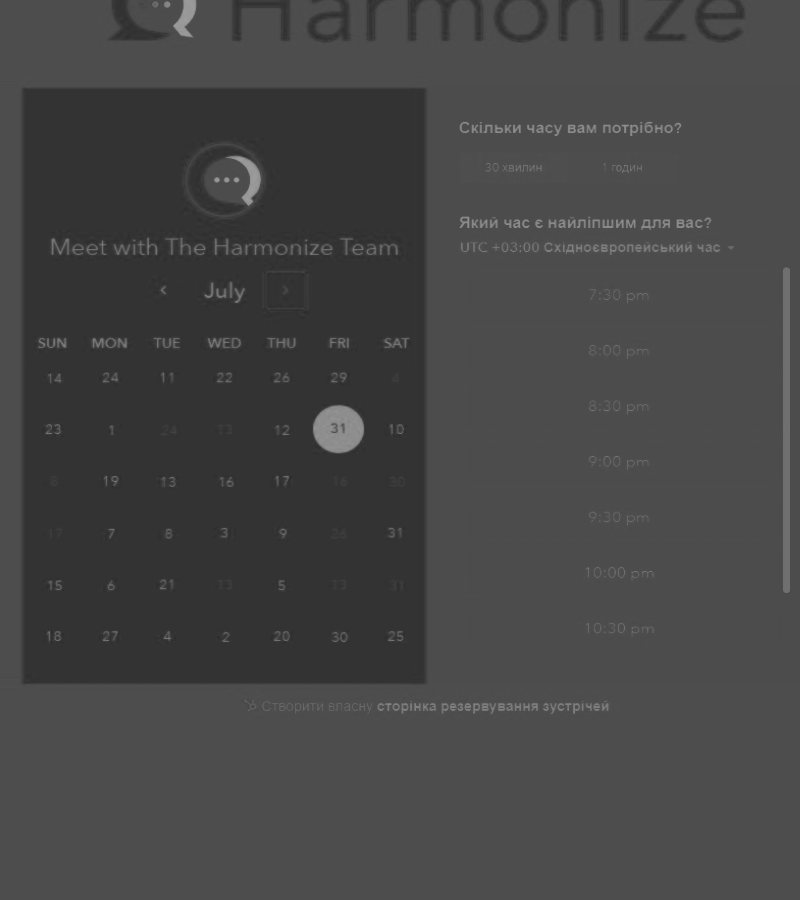 Harmonize
Meet with The Harmonize Team
July
SUN MON TUE WED THU FRI SAT
14 24 11 22 26 29
23 1 24 13 12 31 10
8 19 13 16 17 16 30
17 7 8 3 9 26 31
15 6 21 13 5 13 31
18 27 4 2 20 30 25
Скільки часу вам потрібно?
30 хвилин 1 годин
Який час є найліпшим для вас?
UTC +03:00 Східноєвропейський час
7:30 pm
8:00 pm
8:30 pm
9:00 pm
9:30 pm
10:00 pm
10:30 pm
Створити власну сторінка резервування зустрічей